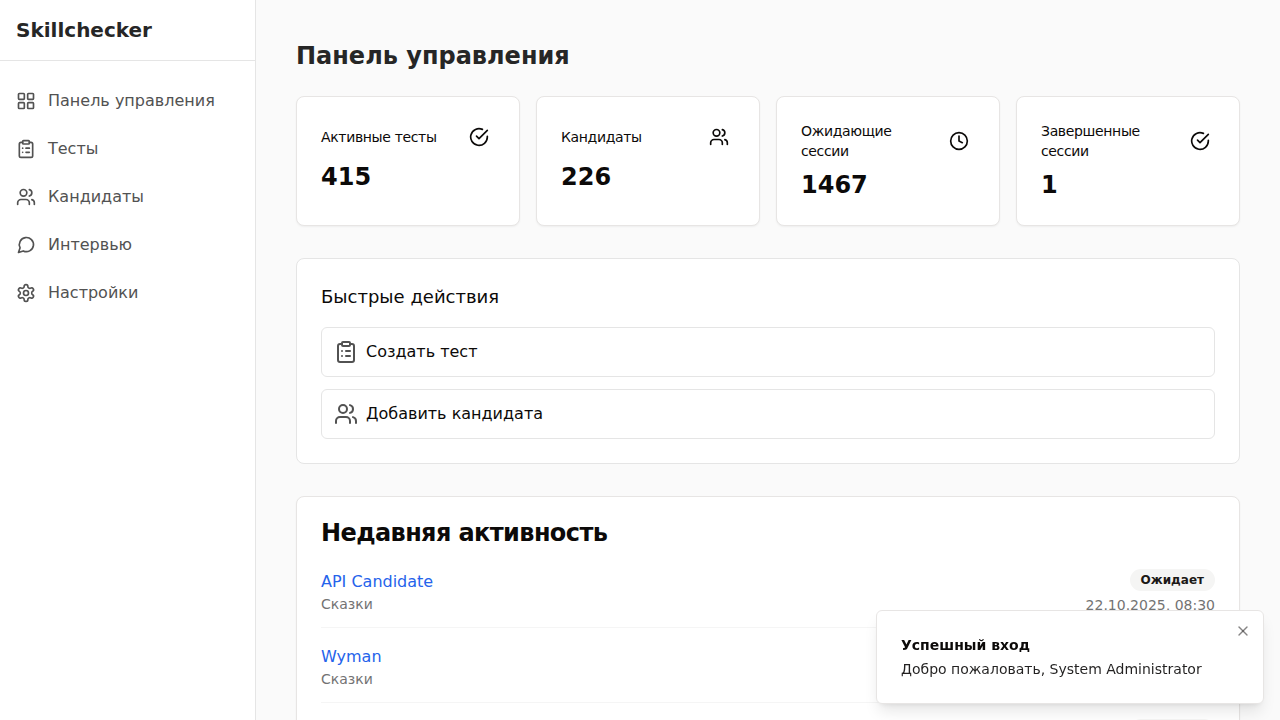 Skillchecker
Панель управления
Тесты
Кандидаты
Интервью
Настройки
Панель управления
Активные тесты
415
Кандидаты
226
Ожидающие
сессии
1467
Завершенные
сессии
1
Быстрые действия
Создать тест
Добавить кандидата
Недавняя активность
API Candidate
Сказки
Ожидает
22.10.2025, 08:30
Wyman
Сказки
Успешный вход
Добро пожаловать, System Administrator